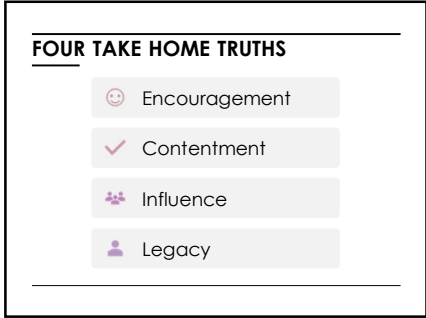 FOUR TAKE HOME TRUTHS
Encouragement
Contentment
Influence
Legacy